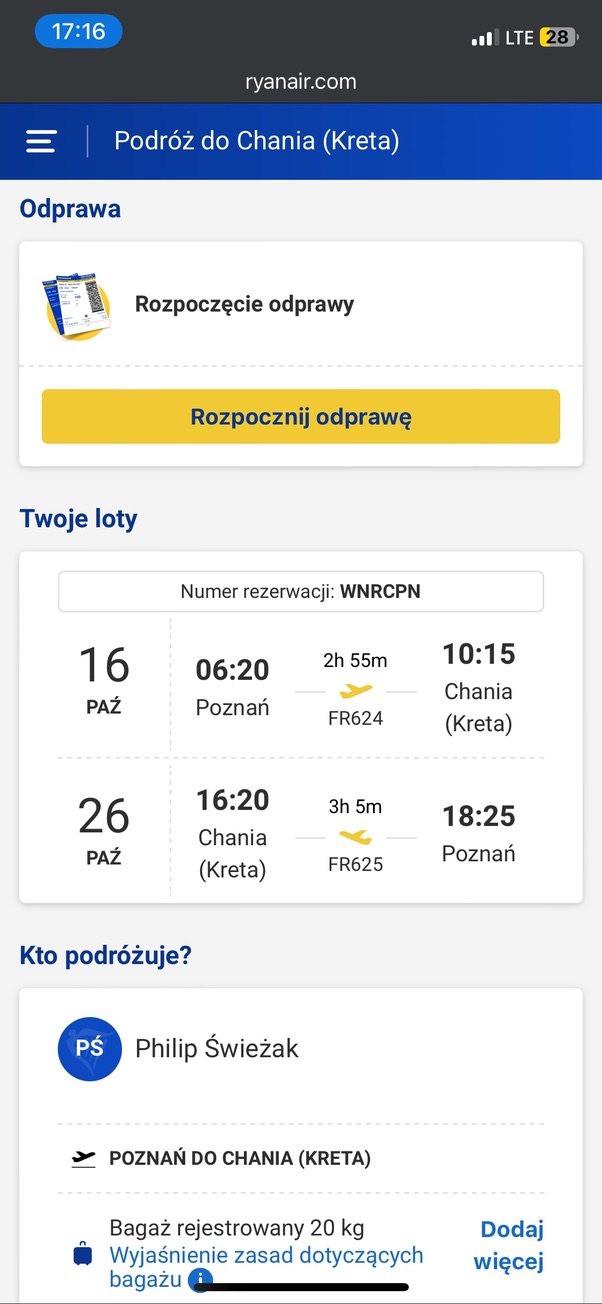 17:16
LTE 28
ryanair.com
Podróż do Chania (Kreta)
Odprawa
Rozpoczęcie odprawy
Rozpocznij odprawę
Twoje loty
Numer rezerwacji: WNRCPN
16
PAŹ
06:20
Poznań
2h 55m
FR624
10:15
Chania
(Kreta)
26
PAŹ
16:20
Chania
(Kreta)
3h 5m
FR625
18:25
Poznań
Kto podróżuje?
PŚ
Philip Świeżak
POZNAŃ DO CHANIA (KRETA)
Bagaż rejestrowany 20 kg
Wyjaśnienie zasad dotyczących
bagażu i
Dodaj
więcej